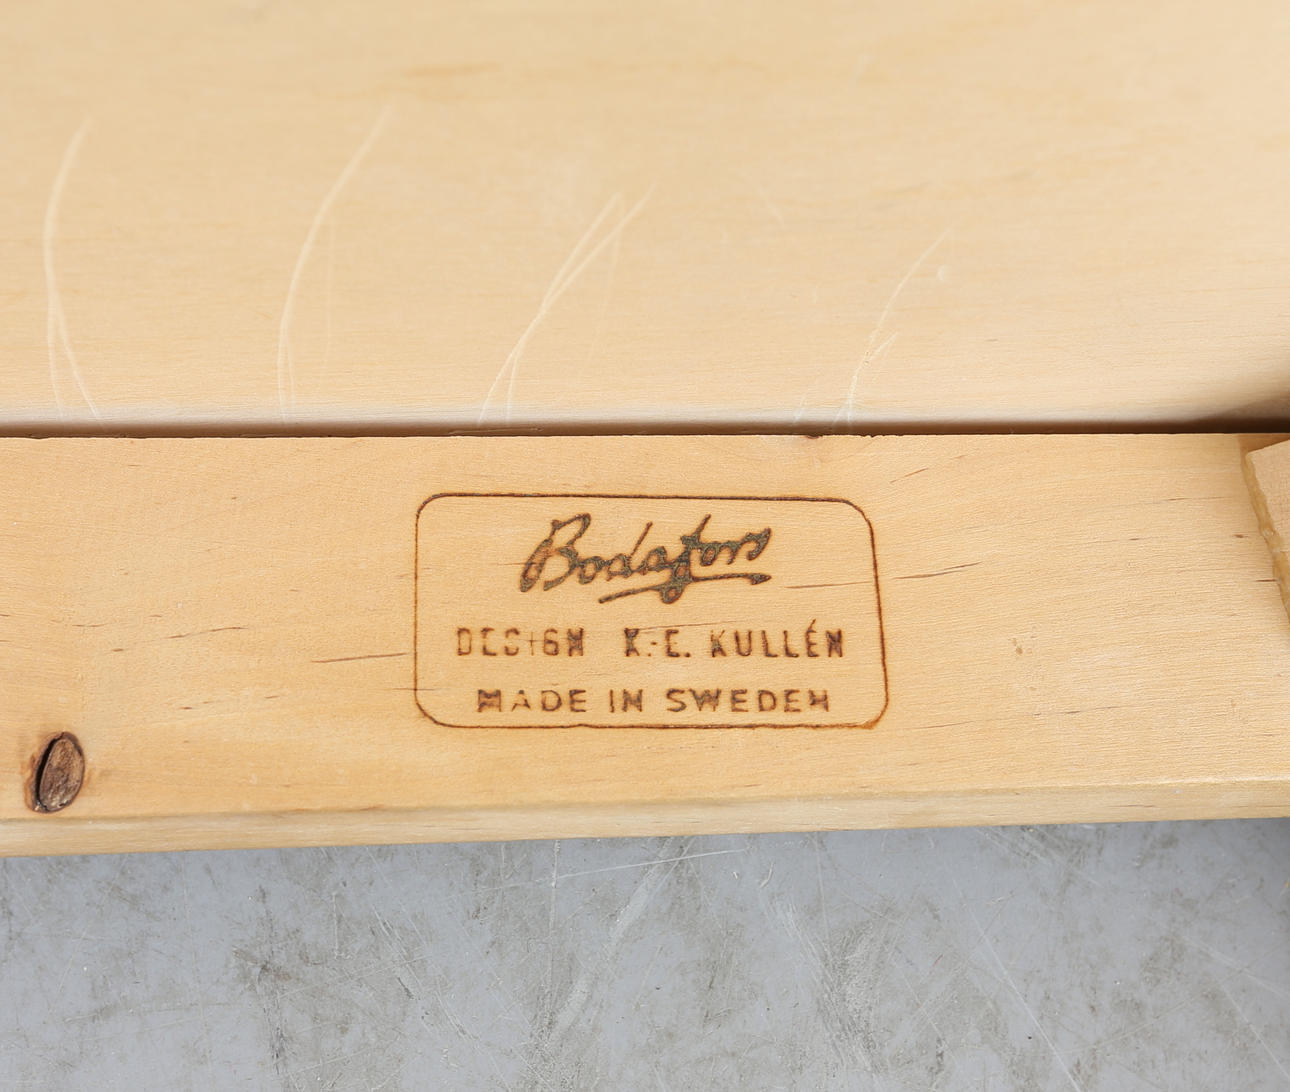 Bodafors
DESIGN K.-E. KULLÉN
MADE IN SWEDEN